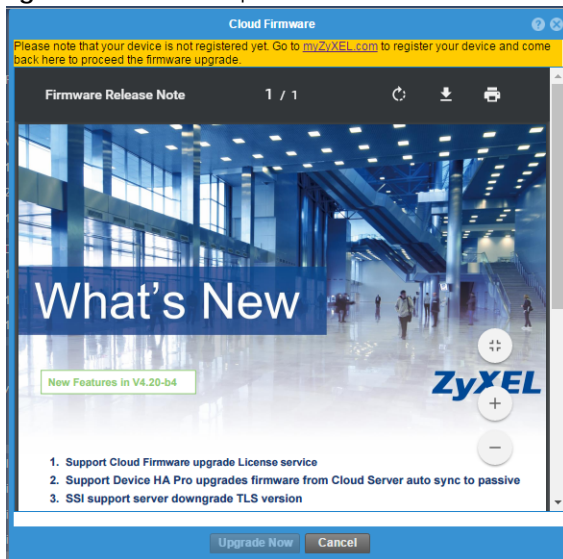 Cloud Firmware
Please note that your device is not registered yet. Go to myZyXEL.com to register your device and come
back here to proceed the firmware upgrade.
Firmware Release Note 1 / 1
What's New
New Features in V4.20-b4
ZyXEL
1. Support Cloud Firmware upgrade License service
2. Support Device HA Pro upgrades firmware from Cloud Server auto sync to passive
3. SSI support server downgrade TLS version
Upgrade Now Cancel